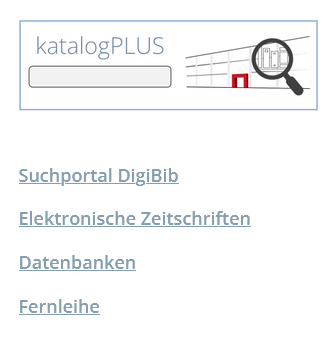 katalogPLUS
Suchportal DigiBib
Elektronische Zeitschriften
Datenbanken
Fernleihe